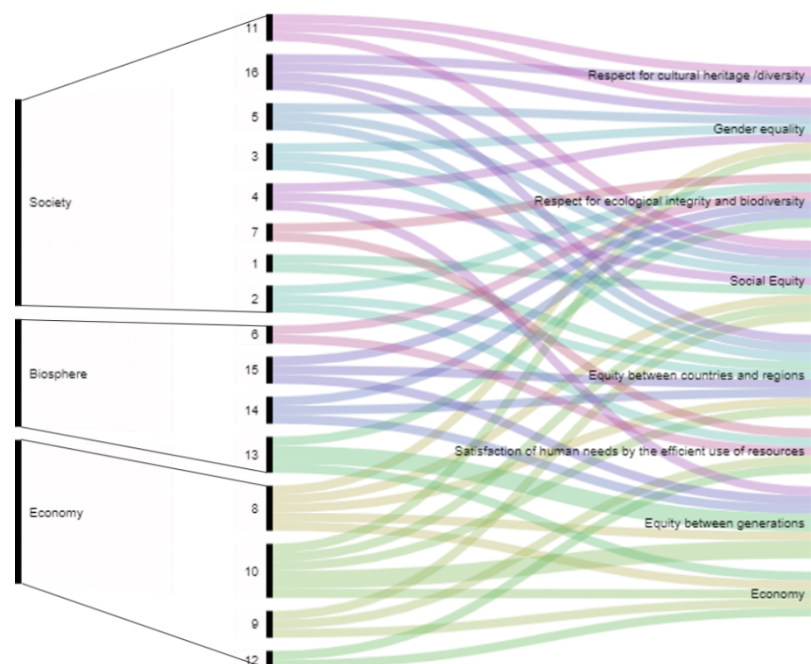 Society
Biosphere
Economy
11
16
5
3
4
7
1
2
6
15
14
13
8
10
9
12
Respect for cultural heritage /diversity
Gender equality
Respect for ecological integrity and biodiversity
Social Equity
Equity between countries and regions
Satisfaction of human needs by the efficient use of resources
Equity between generations
Economy